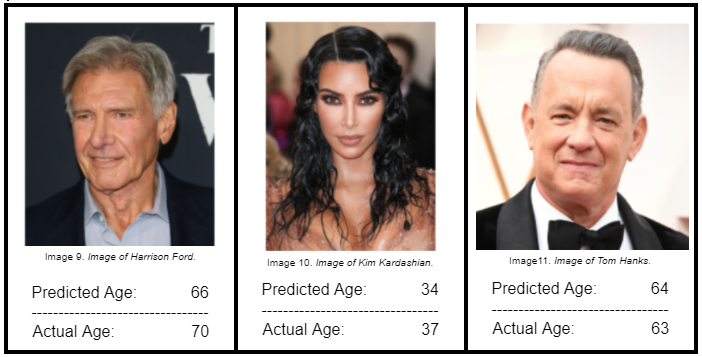 Image 9. Image of Harrison Ford.
Predicted Age: 66
-----------------------------------
Actual Age: 70
Image 10. Image of Kim Kardashian.
Predicted Age: 34
-----------------------------------
Actual Age: 37
Image11. Image of Tom Hanks.
Predicted Age: 64
-----------------------------------
Actual Age: 63